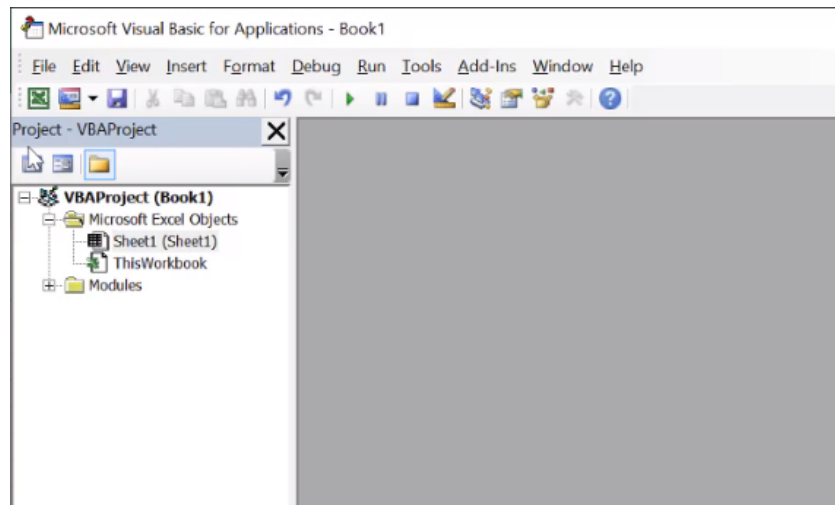 Microsoft Visual Basic for Applications - Book1
File Edit View Insert Format Debug Run Tools Add-Ins Window Help
Project - VBAProject
VBAProject (Book1)
Microsoft Excel Objects
Sheet1 (Sheet1)
ThisWorkbook
Modules